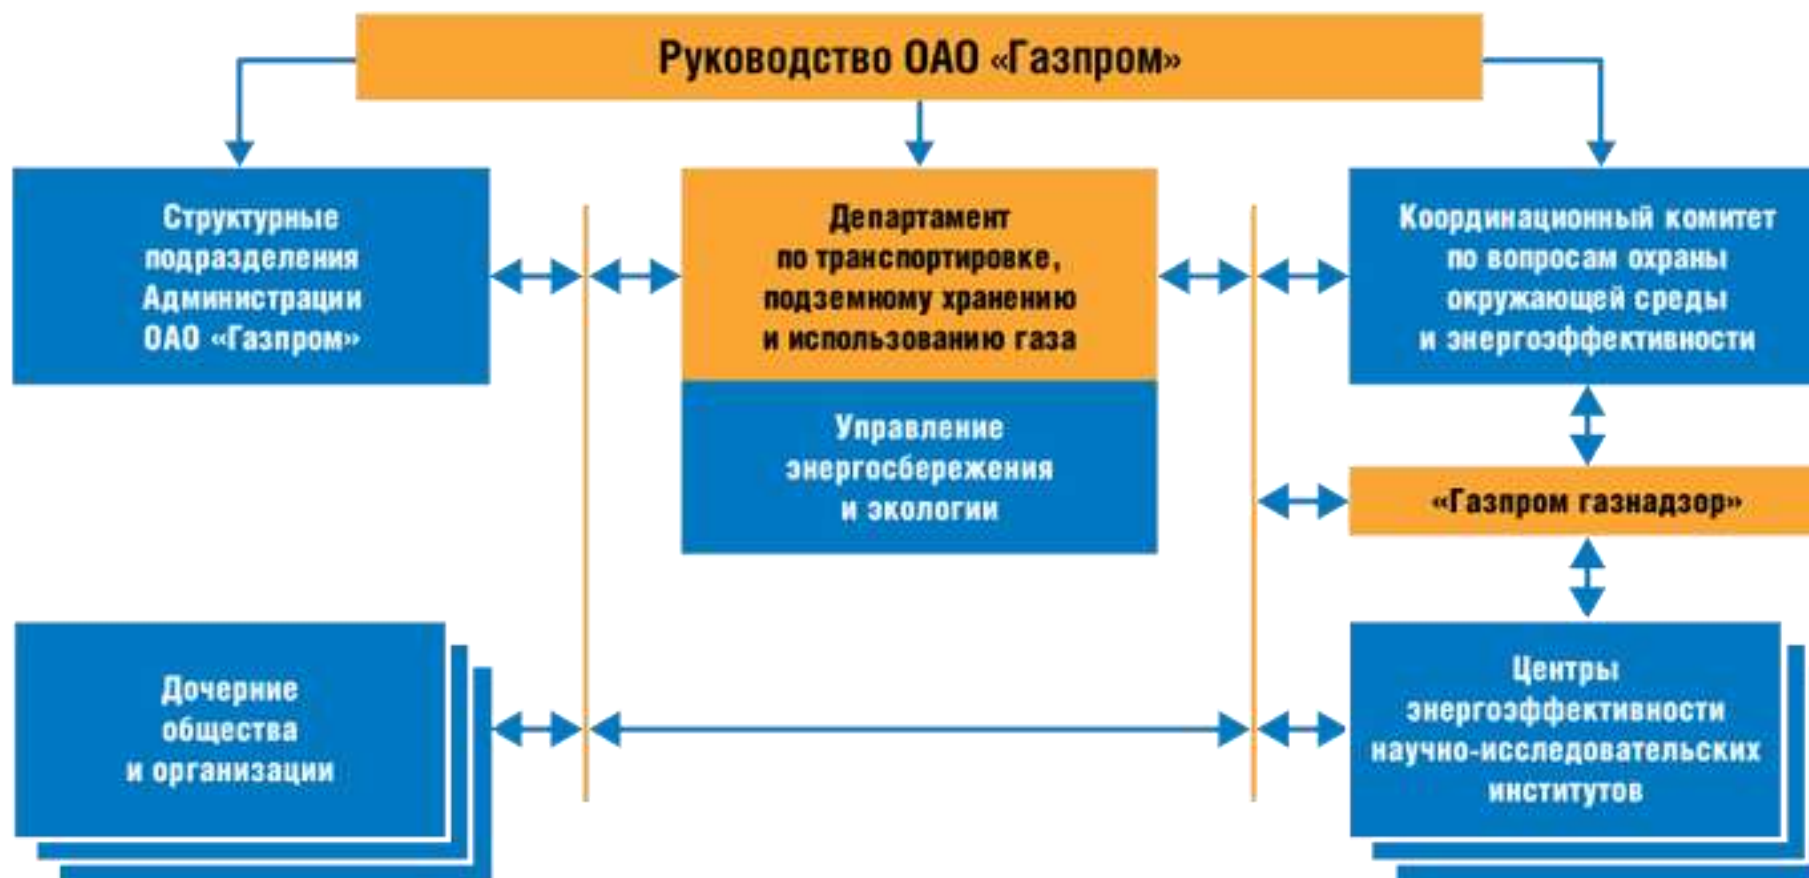 Руководство ОАО «Газпром»
Структурные
подразделения
Администрации
ОАО «Газпром»
Департамент
по транспортировке,
подземному хранению
и использованию газа
Координационный комитет
по вопросам охраны
окружающей среды
и энергоэффективности
Управление
энергосбережения
и экологии
«Газпром газнадзор»
Дочерние
общества
и организации
Центры
энергоэффективности
научно-исследовательских
институтов